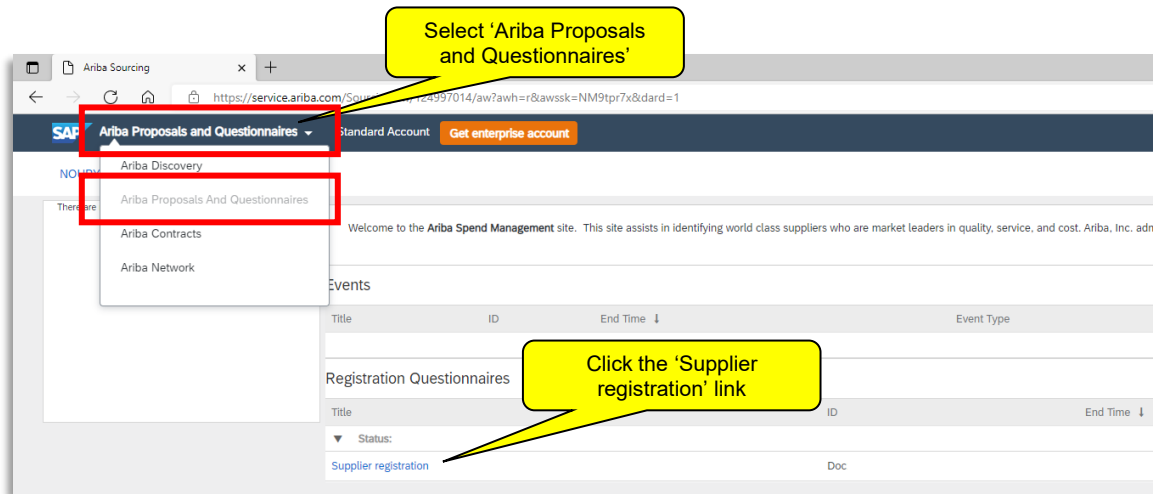 Select ‘Ariba Proposals
and Questionnaires’
Ariba Sourcing
https://service.ariba.com/
124997014/aw?awh=r&awssk=NM9tpr7x&dard=1
SAP Ariba Proposals and Questionnaires
Standard Account
Get enterprise account
Ariba Discovery
There are
Ariba Proposals And Questionnaires
Ariba Contracts
Welcome to the Ariba Spend Management site. This site assists in identifying world class suppliers who are market leaders in quality, service, and cost. Ariba, Inc. adm
Ariba Network
Events
Title ID End Time ↓ Event Type
Click the ‘Supplier
registration’ link
Registration Questionnaires
Title ID End Time ↓
▼ Status:
Supplier registration Doc